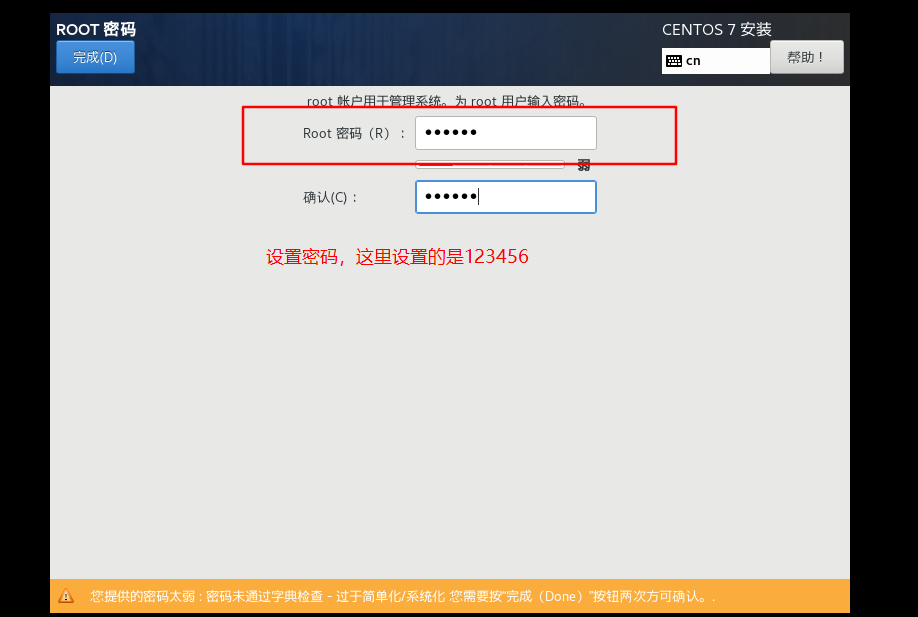 ROOT 密码
CENTOS 7 安装
完成(D)
cn
帮助！
root 帐户用于管理系统。为 root 用户输入密码。
Root 密码（R）：
••••••
弱
确认(C)：
••••••
设置密码，这里设置的是123456
您提供的密码太弱 : 密码未通过字典检查 - 过于简单化/系统化 您需要按"完成（Done）"按钮两次方可确认。.